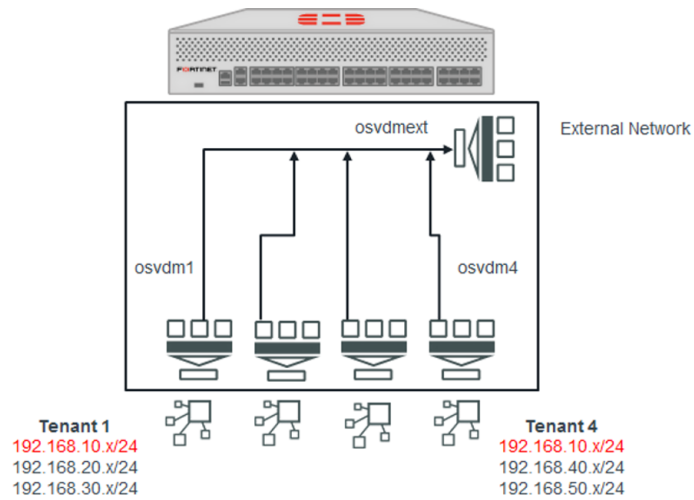 FORTINET
osvdmext
External Network
osvdm1
osvdm4
Tenant 1
192.168.10.x/24
192.168.20.x/24
192.168.30.x/24
Tenant 4
192.168.10.x/24
192.168.40.x/24
192.168.50.x/24